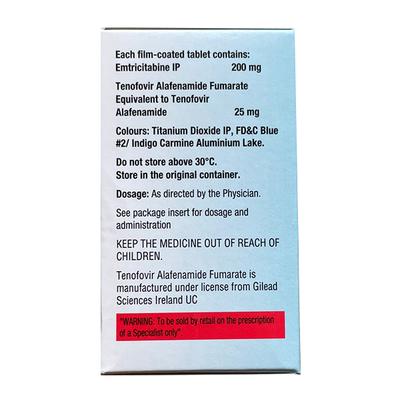 Each film-coated tablet contains:
Emtricitabine IP 200 mg
Tenofovir Alafenamide Fumarate
Equivalent to Tenofovir
Alafenamide 25 mg
Colours: Titanium Dioxide IP, FD&C Blue
#2/ Indigo Carmine Aluminium Lake.
Do not store above 30°C.
Store in the original container.
Dosage: As directed by the Physician.
See package insert for dosage and
administration
KEEP THE MEDICINE OUT OF REACH OF
CHILDREN.
Tenofovir Alafenamide Fumarate is
manufactured under license from Gilead
Sciences Ireland UC
"WARNING: To be sold by retail on the prescription
of a Specialist only".